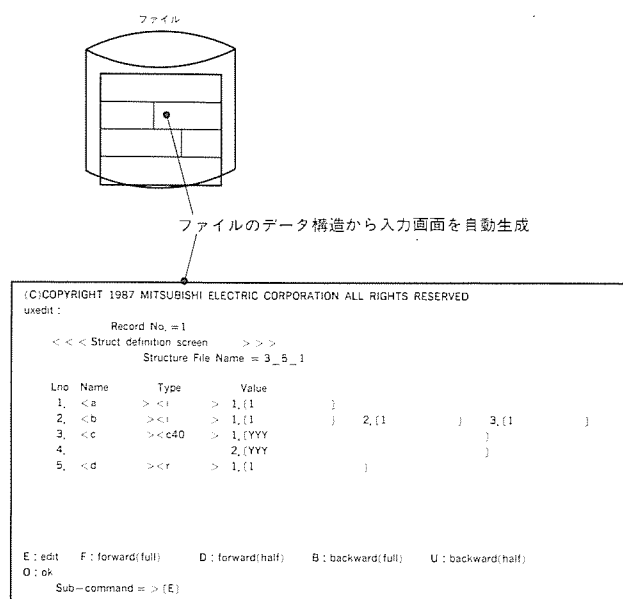 ファイル
ファイルのデータ構造から入力画面を自動生成
(C)COPYRIGHT 1987 MITSUBISHI ELECTRIC CORPORATION ALL RIGHTS RESERVED
uxedit :
Record No. =1
< < < Struct definition screen > > >
Structure File Name = 3_5_1
Lno Name Type Value
1. <a > <i > 1. [1 ]
2. <b > <i > 1. [1 ] 2. [1 ] 3. [1 ]
3. <c > <c40 > 1. [YYY ]
4. 2. [YYY ]
5. <d > <r > 1. [1 ]
E : edit F : forward(full) D : forward(half) B : backward(full) U : backward(half)
O : ok
Sub-command = > [E]